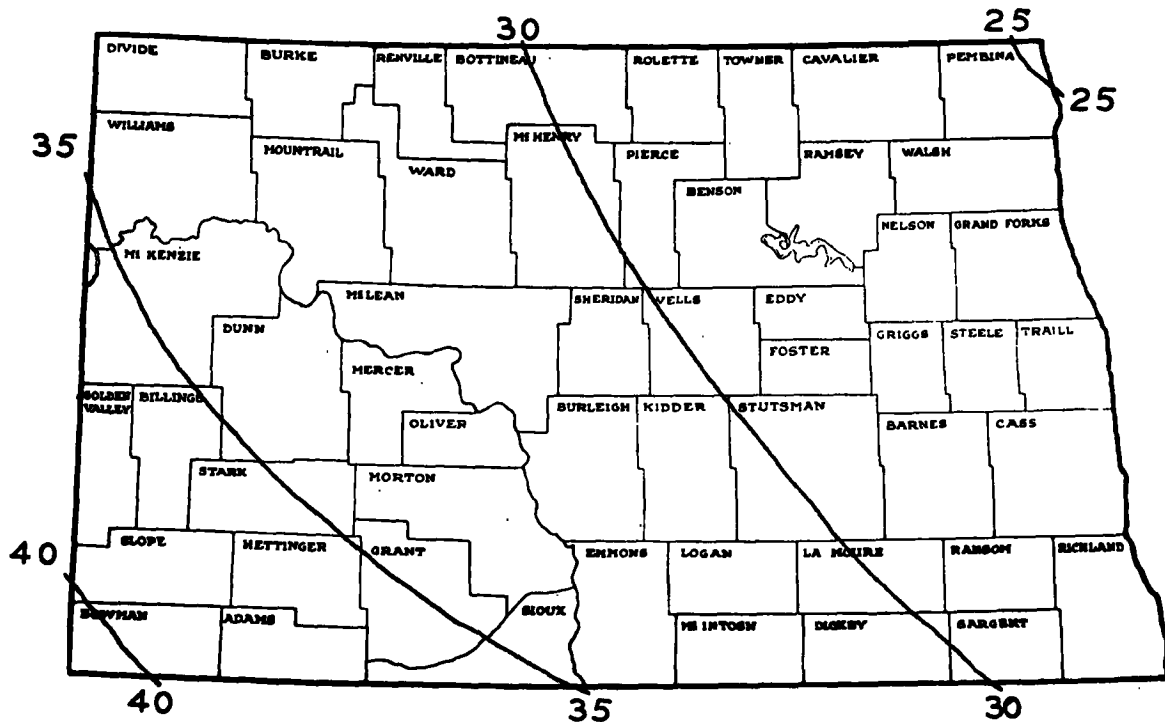 30
25
DIVIDE
BURKE
RENVILLE
BOTTINEAU
ROLETTE
TOWNER
CAVALIER
PEMBINA
25
35
WILLIAMS
MOUNTRAIL
WARD
Mc HENRY
PIERCE
RAMSEY
WALSH
BENSON
NELSON
GRAND FORKS
Mc KENZIE
McLEAN
SHERIDAN
WELLS
EDDY
DUNN
GRIGGS
STEELE
TRAILL
FOSTER
MERCER
GOLDEN
VALLEY
BILLINGS
OLIVER
BURLEIGH
KIDDER
STUTSMAN
BARNES
CASS
STARK
MORTON
SLOPE
HETTINGER
GRANT
EMMONS
LOGAN
LA MOURE
RANSOM
RICHLAND
40
BOWMAN
ADAMS
SIOUX
Mc INTOSH
DICKEY
SARGENT
40
35
30